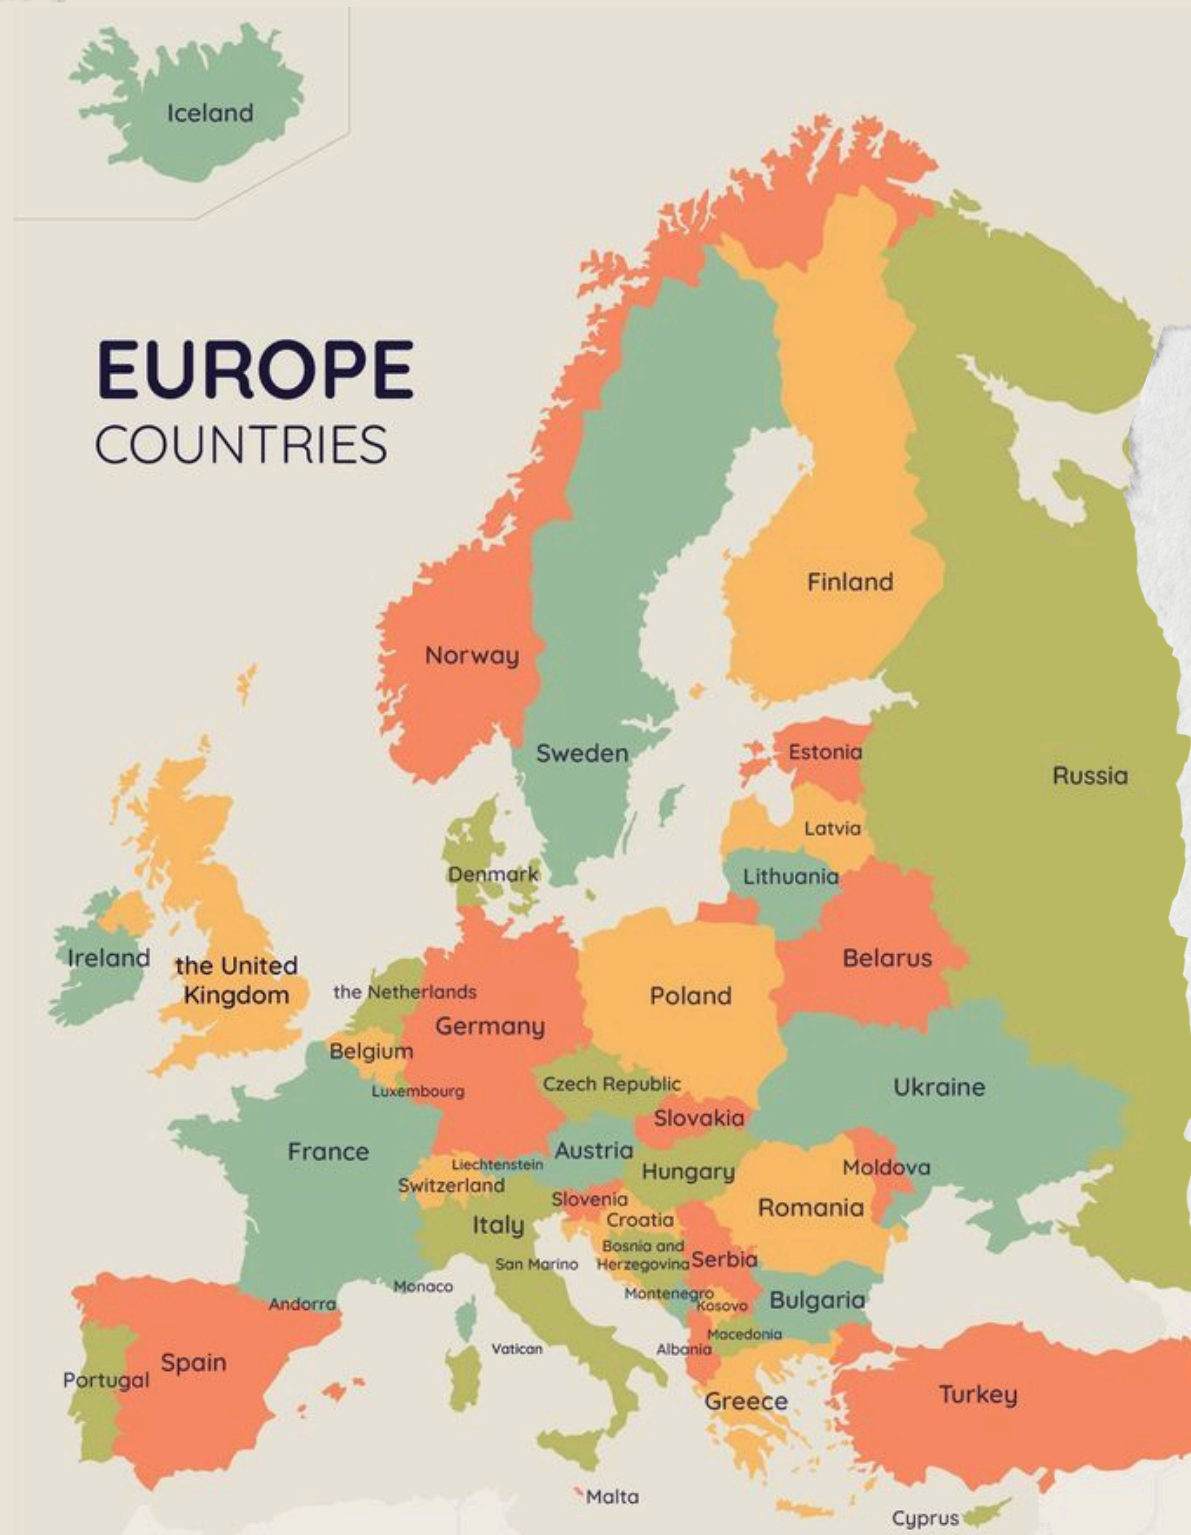 Iceland
EUROPE
COUNTRIES
Finland
Norway
Sweden
Estonia
Russia
Latvia
Denmark
Lithuania
Ireland
the United
Kingdom
Belarus
the Netherlands
Poland
Germany
Belgium
Czech Republic
Luxembourg
Ukraine
Slovakia
France
Austria
Liechtenstein
Hungary
Moldova
Switzerland
Slovenia
Romania
Italy
Croatia
Bosnia and
Herzegovina
San Marino
Serbia
Monaco
Montenegro
Andorra
Kosovo
Bulgaria
Macedonia
Vatican
Albania
Spain
Portugal
Greece
Turkey
Malta
Cyprus